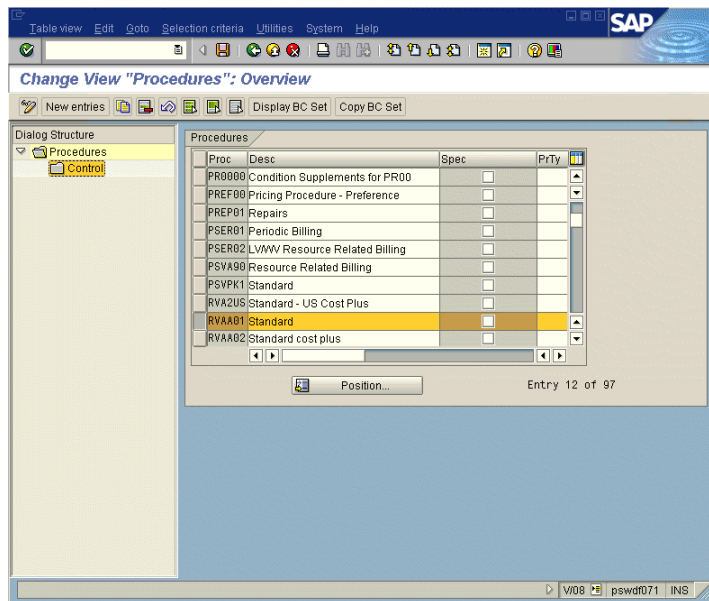 Table view Edit Goto Selection criteria Utilities System Help
SAP
Change View "Procedures": Overview
New entries Display BC Set Copy BC Set
Dialog Structure
Procedures
Control
Procedures
Proc Desc Spec PrTy
PR0000 Condition Supplements for PR00
PREF00 Pricing Procedure - Preference
PREP01 Repairs
PSER01 Periodic Billing
PSER02 LV/WV Resource Related Billing
PSVA90 Resource Related Billing
PSVPK1 Standard
RVA2US Standard - US Cost Plus
RVAA01 Standard
RVAA02 Standard cost plus
Position... Entry 12 of 97
V/08 pswdf071 INS